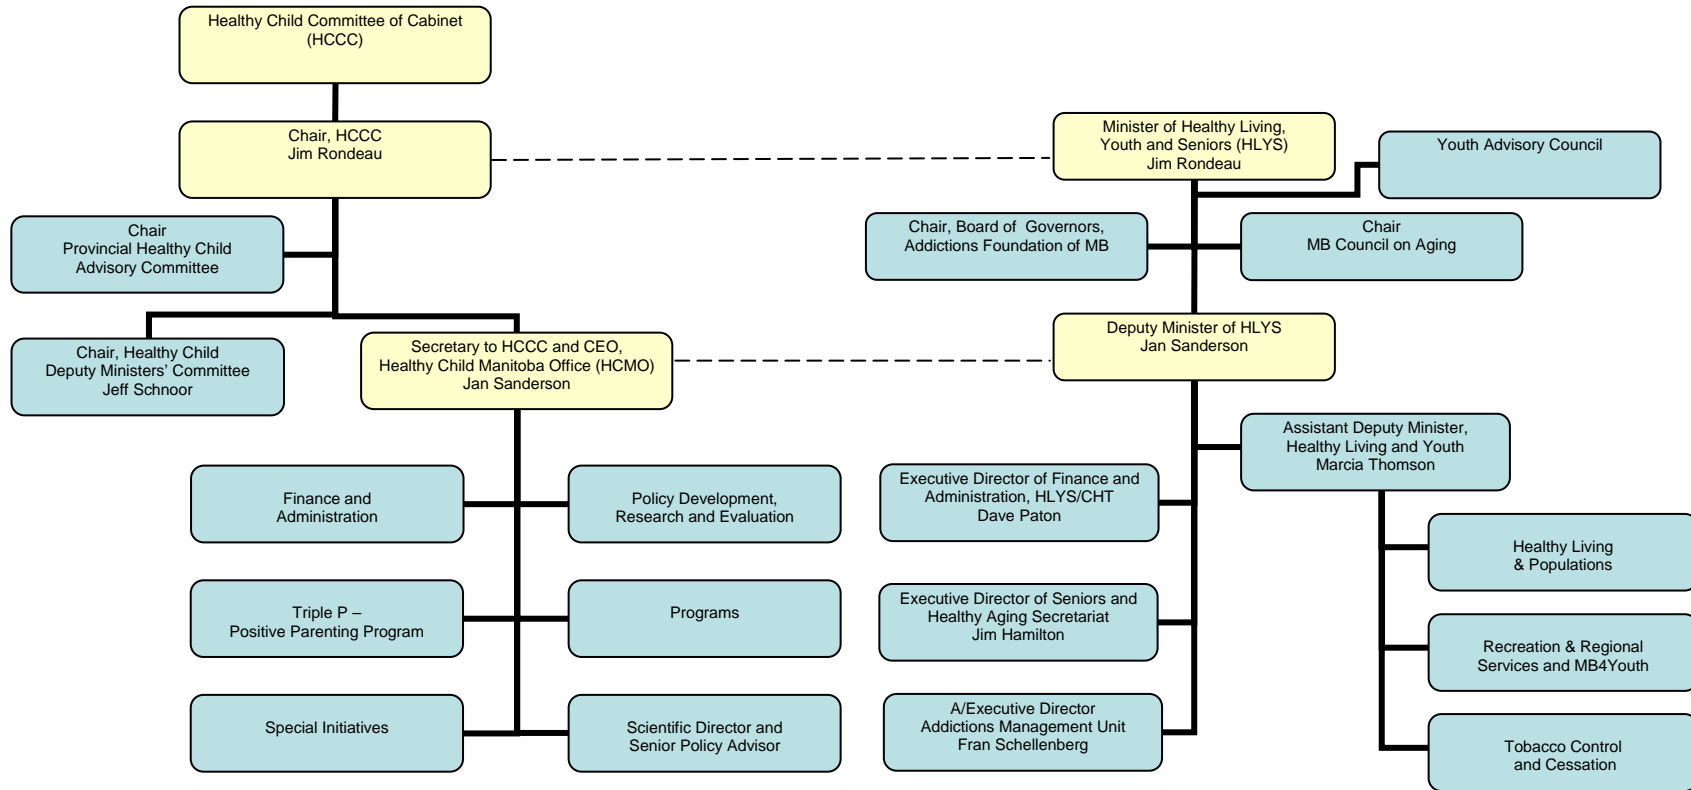 Healthy Child Committee of Cabinet
(HCCC)
Chair, HCCC
Jim Rondeau
Minister of Healthy Living,
Youth and Seniors (HLYS)
Jim Rondeau
Youth Advisory Council
Chair
Provincial Healthy Child
Advisory Committee
Chair, Board of Governors,
Addictions Foundation of MB
Chair
MB Council on Aging
Chair, Healthy Child
Deputy Ministers' Committee
Jeff Schnoor
Secretary to HCCC and CEO,
Healthy Child Manitoba Office (HCMO)
Jan Sanderson
Deputy Minister of HLYS
Jan Sanderson
Assistant Deputy Minister,
Healthy Living and Youth
Marcia Thomson
Finance and
Administration
Policy Development,
Research and Evaluation
Executive Director of Finance and
Administration, HLYS/CHT
Dave Paton
Healthy Living
& Populations
Triple P –
Positive Parenting Program
Programs
Executive Director of Seniors and
Healthy Aging Secretariat
Jim Hamilton
Recreation & Regional
Services and MB4Youth
Special Initiatives
Scientific Director and
Senior Policy Advisor
A/Executive Director
Addictions Management Unit
Fran Schellenberg
Tobacco Control
and Cessation